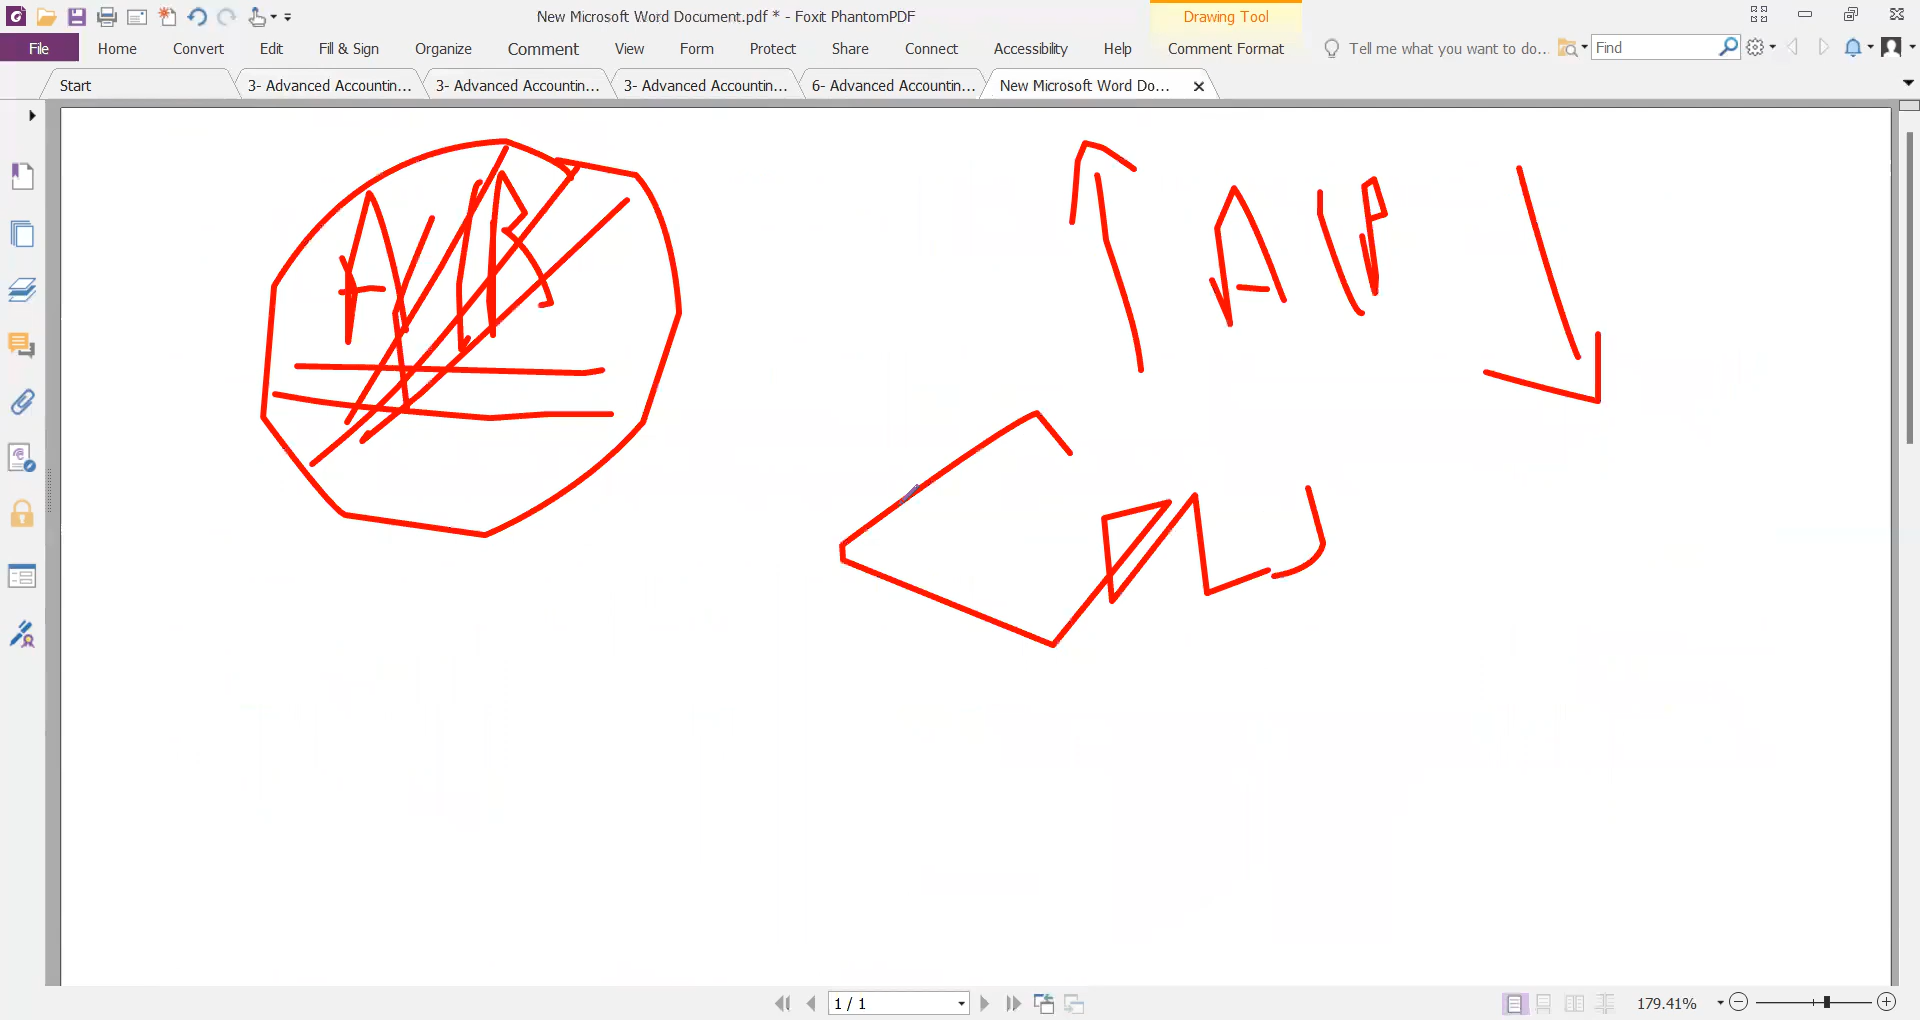 New Microsoft Word Document.pdf * - Foxit PhantomPDF
Drawing Tool
File Home Convert Edit Fill & Sign Organize Comment View Form Protect Share Connect Accessibility Help Comment Format Tell me what you want to do... Find
Start 3- Advanced Accountin... 3- Advanced Accountin... 3- Advanced Accountin... 6- Advanced Accountin... New Microsoft Word Do...
A/R
A/P
1 / 1
179.41%